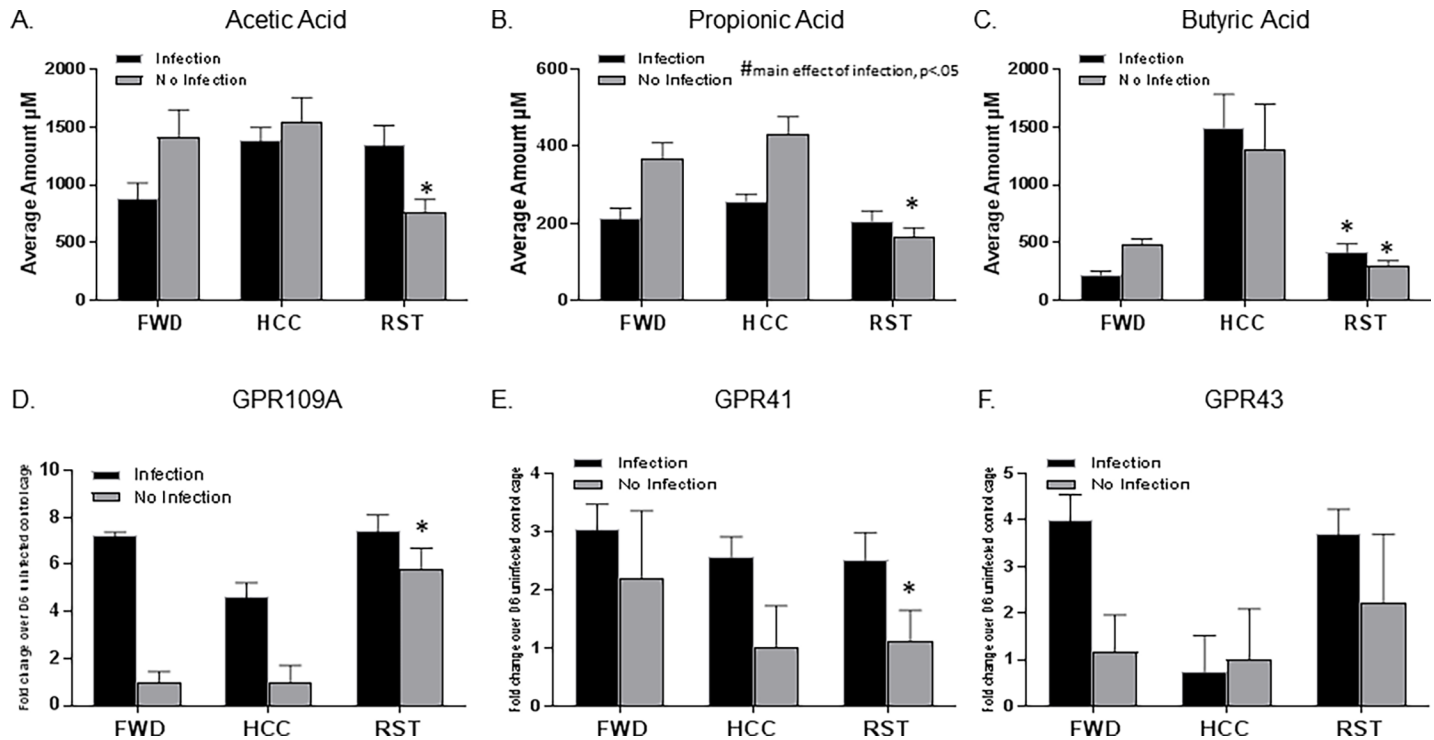 A. Acetic Acid
Infection
No Infection
Average Amount µM
2000
1500
1000
500
0
*
FWD HCC RST
B. Propionic Acid
Infection
No Infection
#main effect of infection, p<.05
Average Amount µM
600
400
200
0
*
FWD HCC RST
C. Butyric Acid
Infection
No Infection
Average Amount µM
2000
1500
1000
500
0
* *
FWD HCC RST
D. GPR109A
Infection
No Infection
Fold change over D6 uninfected control cage
10
8
6
4
2
0
*
FWD HCC RST
E. GPR41
Infection
No Infection
Fold change over D6 uninfected control cage
4
3
2
1
0
*
FWD HCC RST
F. GPR43
Infection
No Infection
Fold change over D6 uninfected control cage
5
4
3
2
1
0
FWD HCC RST